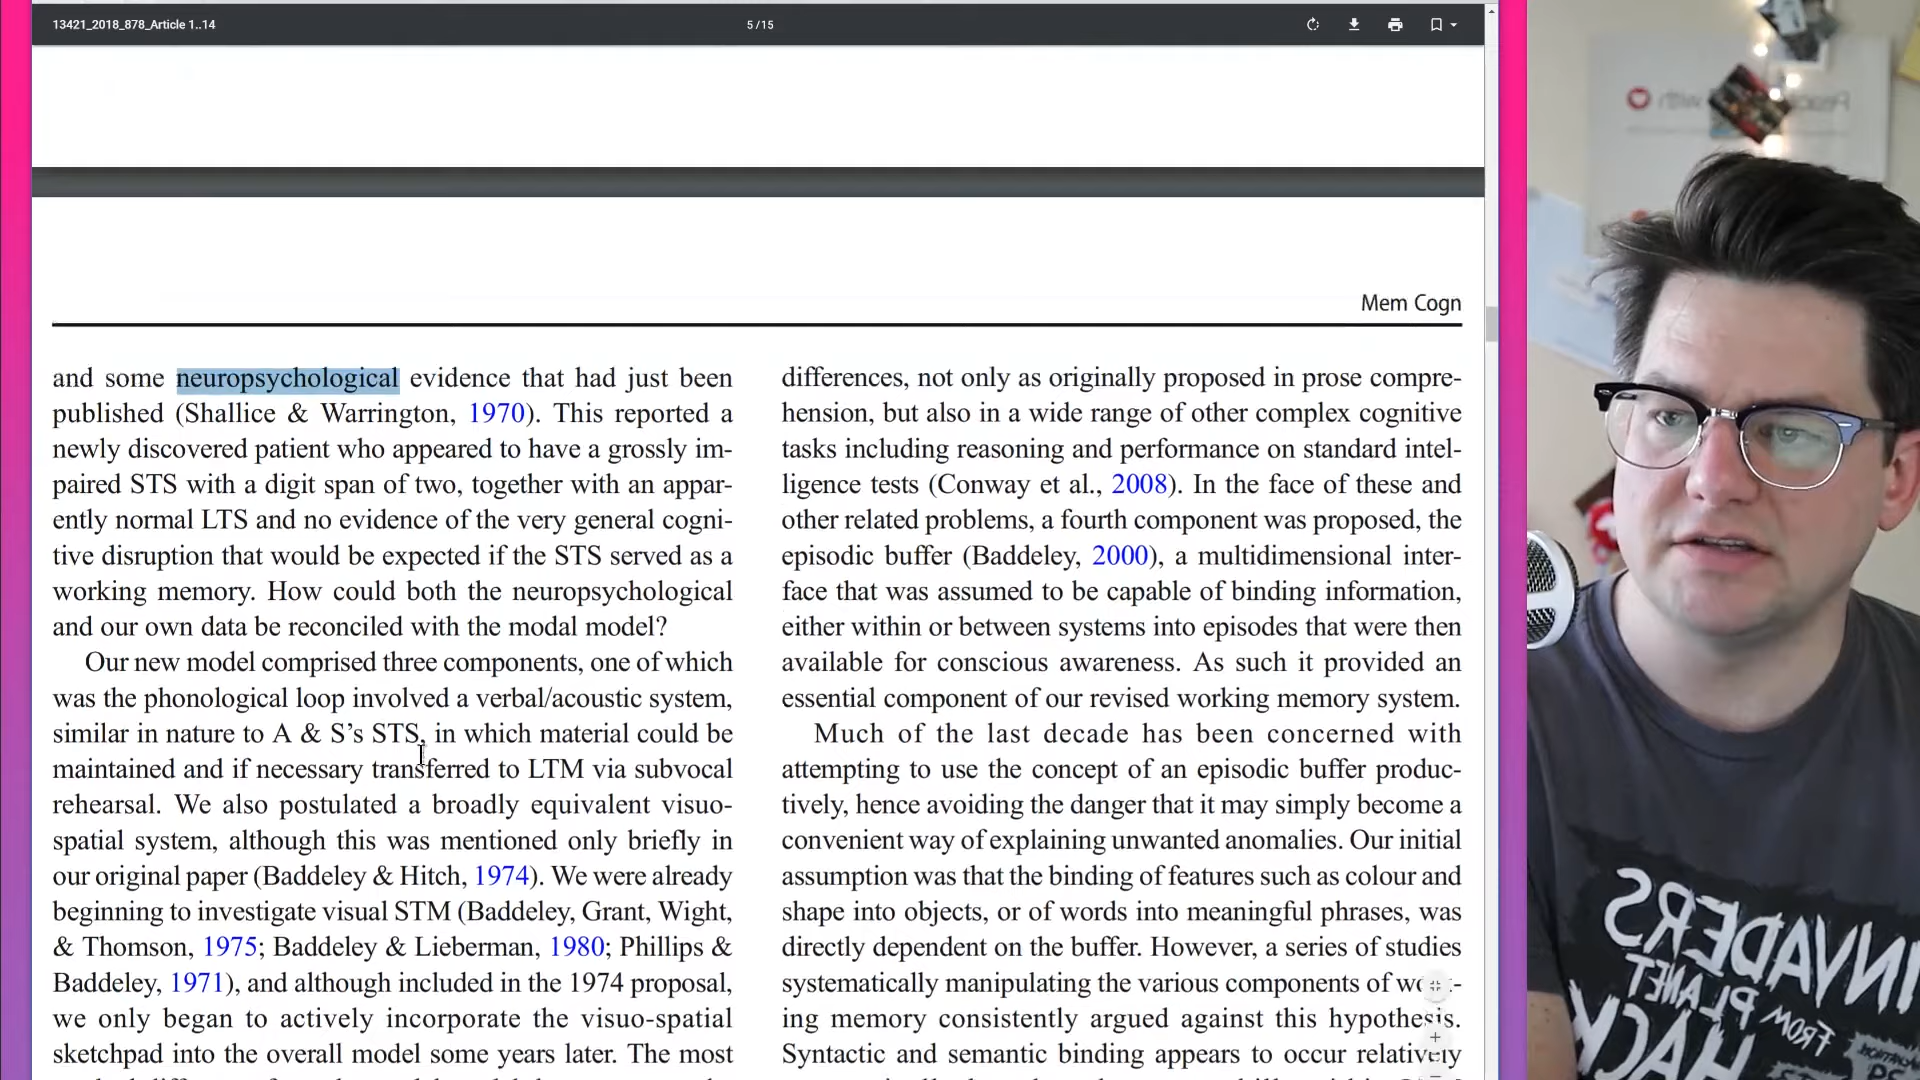 13421_2018_878_Article 1..14
5 / 15
Mem Cogn
and some neuropsychological evidence that had just been
published (Shallice & Warrington, 1970). This reported a
newly discovered patient who appeared to have a grossly im-
paired STS with a digit span of two, together with an appar-
ently normal LTS and no evidence of the very general cogni-
tive disruption that would be expected if the STS served as a
working memory. How could both the neuropsychological
and our own data be reconciled with the modal model?
Our new model comprised three components, one of which
was the phonological loop involved a verbal/acoustic system,
similar in nature to A & S's STS, in which material could be
maintained and if necessary transferred to LTM via subvocal
rehearsal. We also postulated a broadly equivalent visuo-
spatial system, although this was mentioned only briefly in
our original paper (Baddeley & Hitch, 1974). We were already
beginning to investigate visual STM (Baddeley, Grant, Wight,
& Thomson, 1975; Baddeley & Lieberman, 1980; Phillips &
Baddeley, 1971), and although included in the 1974 proposal,
we only began to actively incorporate the visuo-spatial
sketchpad into the overall model some years later. The most
differences, not only as originally proposed in prose compre-
hension, but also in a wide range of other complex cognitive
tasks including reasoning and performance on standard intel-
ligence tests (Conway et al., 2008). In the face of these and
other related problems, a fourth component was proposed, the
episodic buffer (Baddeley, 2000), a multidimensional inter-
face that was assumed to be capable of binding information,
either within or between systems into episodes that were then
available for conscious awareness. As such it provided an
essential component of our revised working memory system.
Much of the last decade has been concerned with
attempting to use the concept of an episodic buffer produc-
tively, hence avoiding the danger that it may simply become a
convenient way of explaining unwanted anomalies. Our initial
assumption was that the binding of features such as colour and
shape into objects, or of words into meaningful phrases, was
directly dependent on the buffer. However, a series of studies
systematically manipulating the various components of work-
ing memory consistently argued against this hypothesis.
Syntactic and semantic binding appears to occur relatively
INVADERS
FROM PLANET
HACK